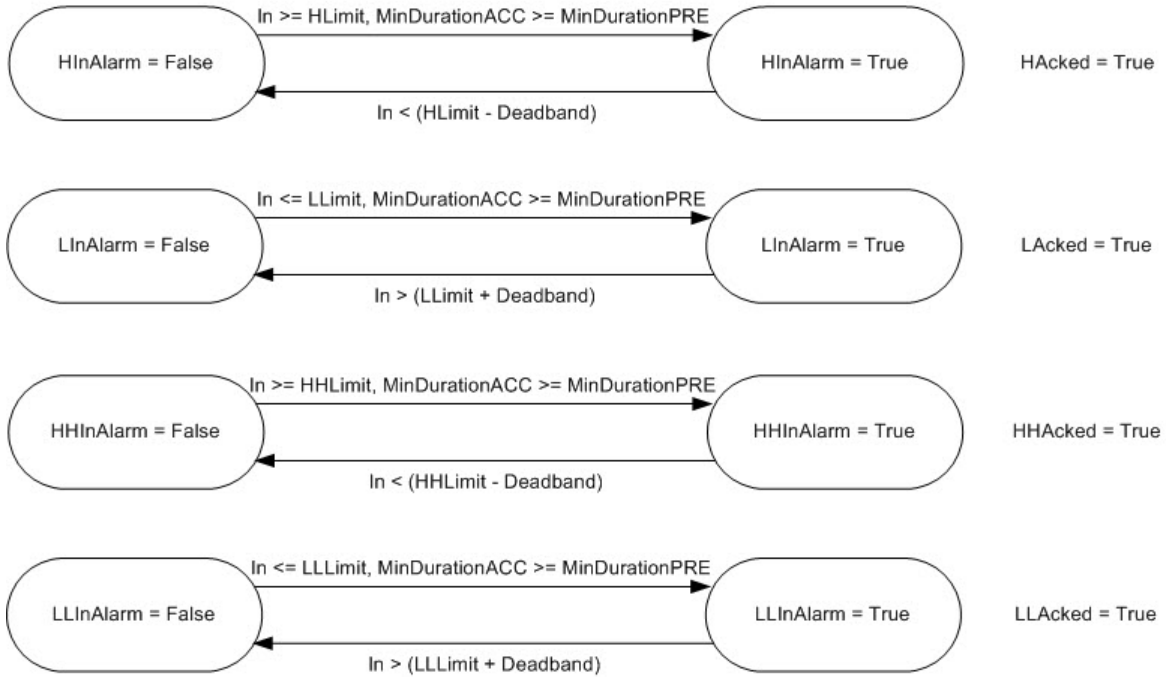 In >= HLimit, MinDurationACC >= MinDurationPRE
HInAlarm = False
HInAlarm = True
HAcked = True
In < (HLimit - Deadband)
In <= LLimit, MinDurationACC >= MinDurationPRE
LInAlarm = False
LInAlarm = True
LAcked = True
In > (LLimit + Deadband)
In >= HHLimit, MinDurationACC >= MinDurationPRE
HHInAlarm = False
HHInAlarm = True
HHAcked = True
In < (HHLimit - Deadband)
In <= LLLimit, MinDurationACC >= MinDurationPRE
LLInAlarm = False
LLInAlarm = True
LLAcked = True
In > (LLLimit + Deadband)